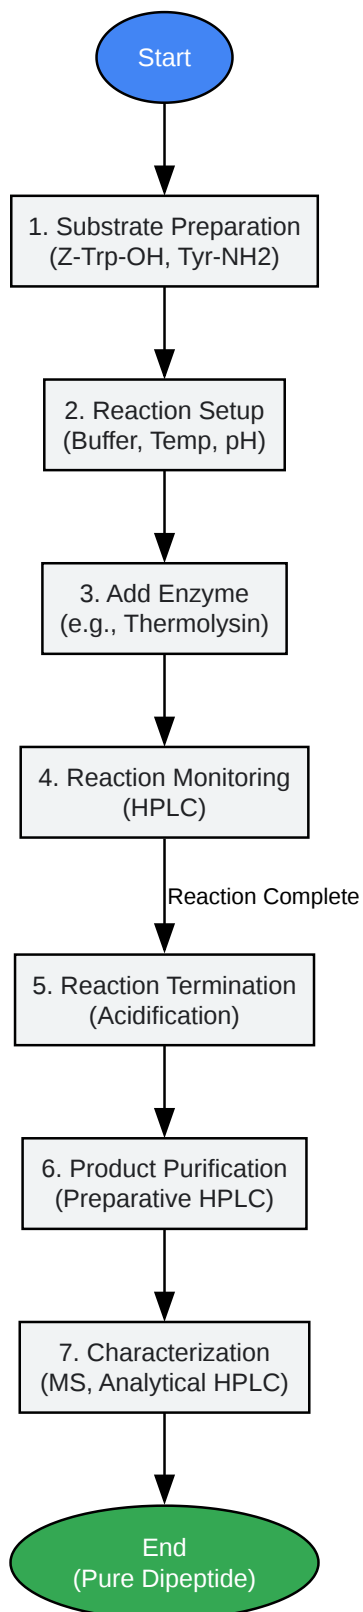 Start
1. Substrate Preparation
(Z-Trp-OH, Tyr-NH2)
2. Reaction Setup
(Buffer, Temp, pH)
3. Add Enzyme
(e.g., Thermolysin)
4. Reaction Monitoring
(HPLC)
Reaction Complete
5. Reaction Termination
(Acidification)
6. Product Purification
(Preparative HPLC)
7. Characterization
(MS, Analytical HPLC)
End
(Pure Dipeptide)